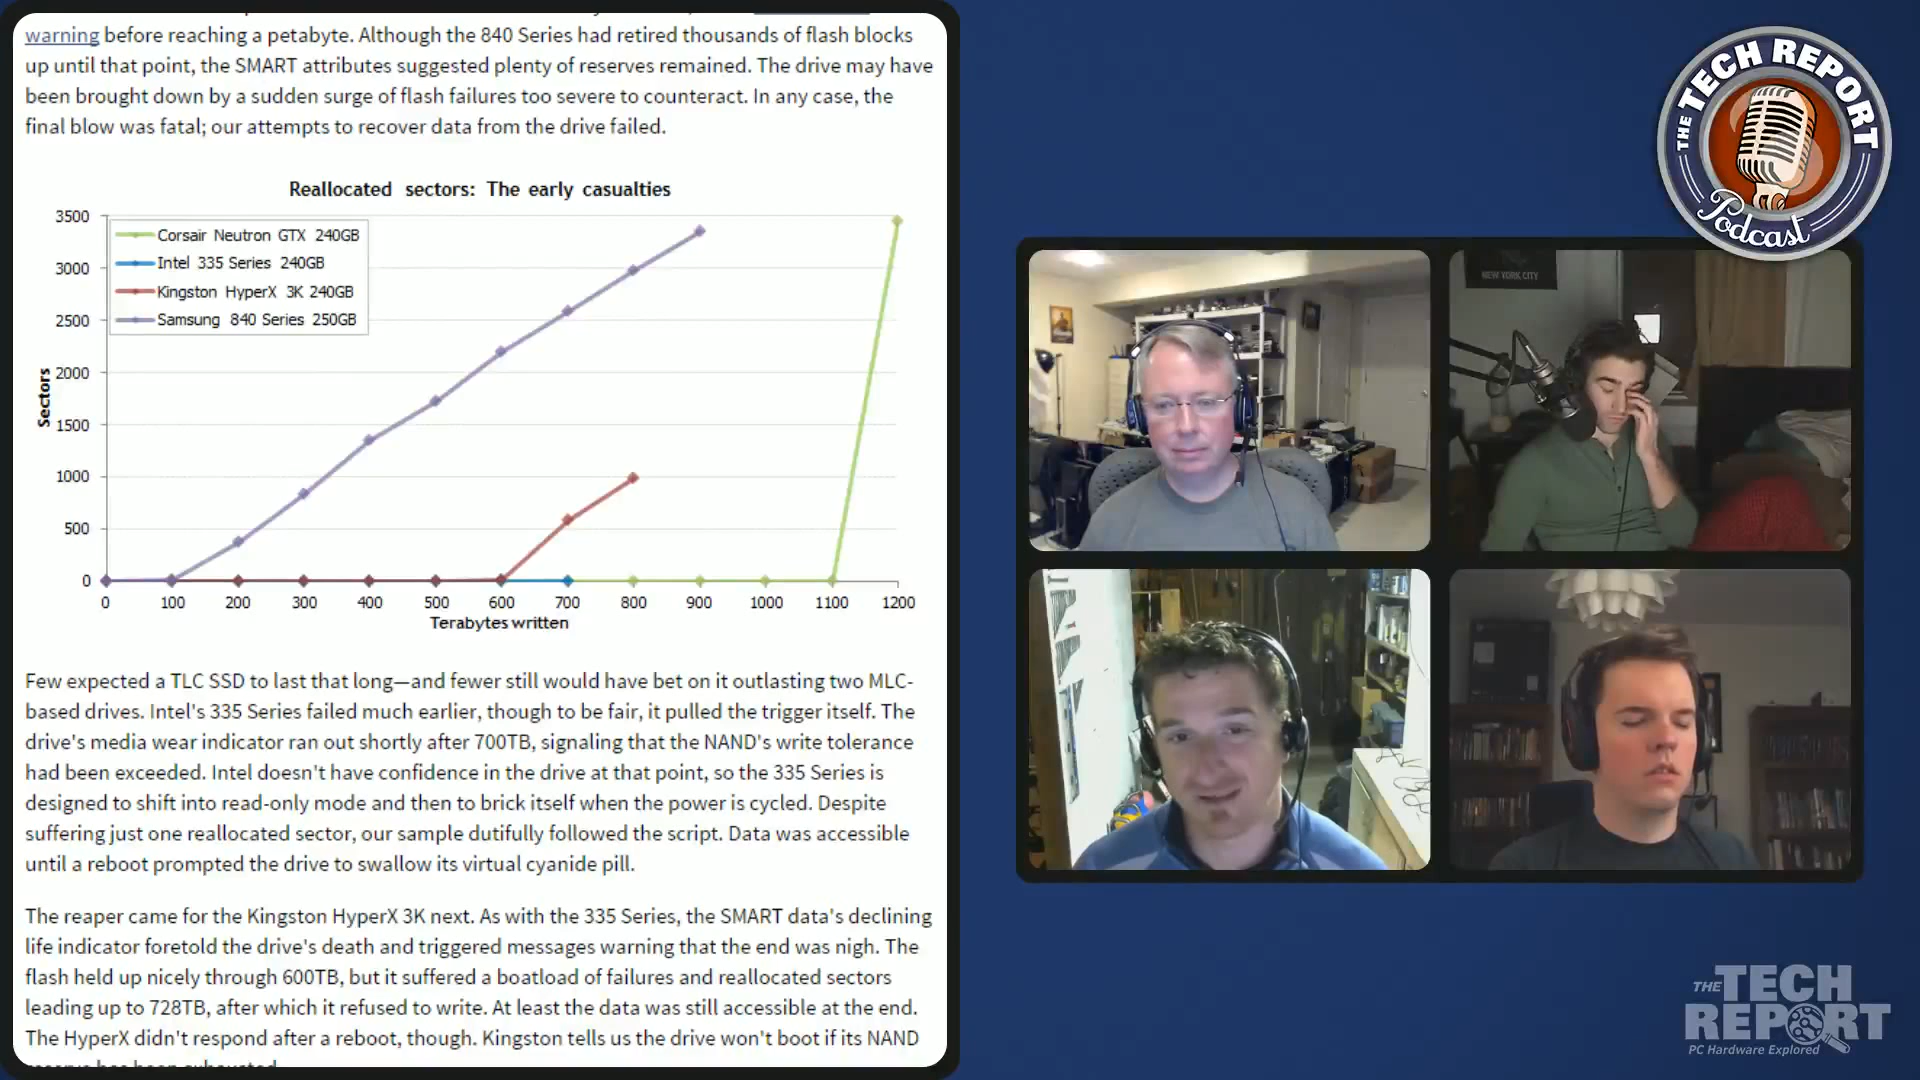 warning before reaching a petabyte. Although the 840 Series had retired thousands of flash blocks
up until that point, the SMART attributes suggested plenty of reserves remained. The drive may have
been brought down by a sudden surge of flash failures too severe to counteract. In any case, the
final blow was fatal; our attempts to recover data from the drive failed.
Reallocated sectors: The early casualties
3500
3000
2500
2000
1500
1000
500
0
Sectors
Corsair Neutron GTX 240GB
Intel 335 Series 240GB
Kingston HyperX 3K 240GB
Samsung 840 Series 250GB
0 100 200 300 400 500 600 700 800 900 1000 1100 1200
Terabytes written
Few expected a TLC SSD to last that long—and fewer still would have bet on it outlasting two MLC-
based drives. Intel's 335 Series failed much earlier, though to be fair, it pulled the trigger itself. The
drive's media wear indicator ran out shortly after 700TB, signaling that the NAND's write tolerance
had been exceeded. Intel doesn't have confidence in the drive at that point, so the 335 Series is
designed to shift into read-only mode and then to brick itself when the power is cycled. Despite
suffering just one reallocated sector, our sample dutifully followed the script. Data was accessible
until a reboot prompted the drive to swallow its virtual cyanide pill.
The reaper came for the Kingston HyperX 3K next. As with the 335 Series, the SMART data's declining
life indicator foretold the drive's death and triggered messages warning that the end was nigh. The
flash held up nicely through 600TB, but it suffered a boatload of failures and reallocated sectors
leading up to 728TB, after which it refused to write. At least the data was still accessible at the end.
The HyperX didn't respond after a reboot, though. Kingston tells us the drive won't boot if its NAND
THE TECH REPORT
Podcast
NEW YORK CITY
THE TECH
REPORT
PC Hardware Explored